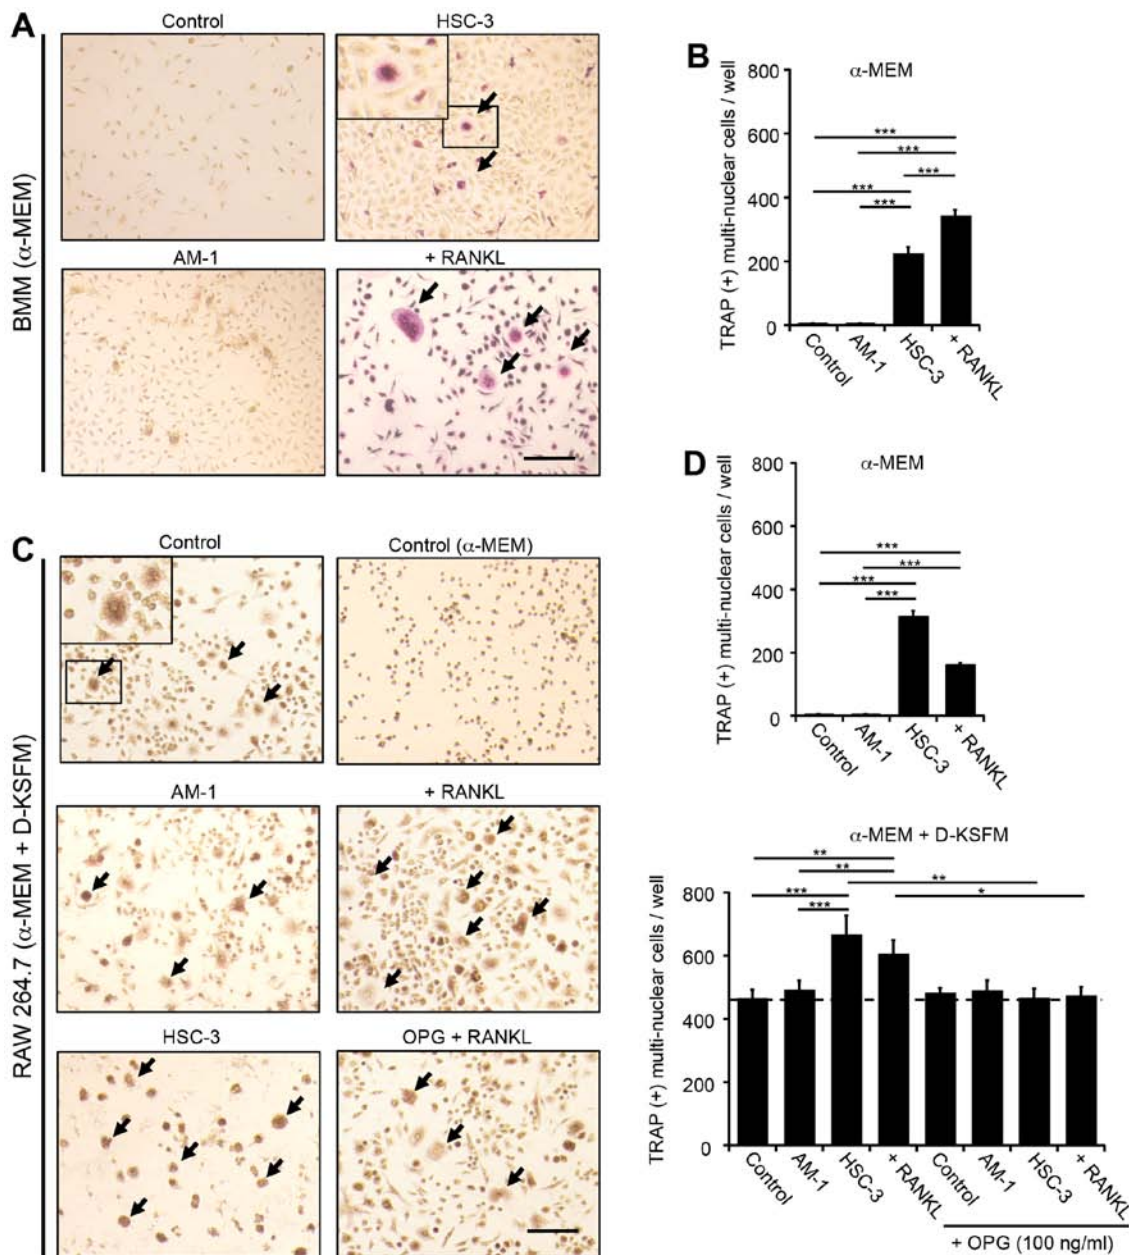 A
Control
HSC-3
AM-1
+ RANKL
BMM (α-MEM)
B
α-MEM
TRAP (+) multi-nuclear cells / well
800
600
400
200
0
***
***
***
***
***
Control
AM-1
HSC-3
+ RANKL
C
Control
Control (α-MEM)
AM-1
+ RANKL
HSC-3
OPG + RANKL
RAW 264.7 (α-MEM + D-KSFM)
D
α-MEM
TRAP (+) multi-nuclear cells / well
800
600
400
200
0
***
***
***
***
Control
AM-1
HSC-3
+ RANKL
α-MEM + D-KSFM
TRAP (+) multi-nuclear cells / well
800
600
400
200
0
**
**
***
**
***
*
Control
AM-1
HSC-3
+ RANKL
Control
AM-1
HSC-3
+ RANKL
+ OPG (100 ng/ml)